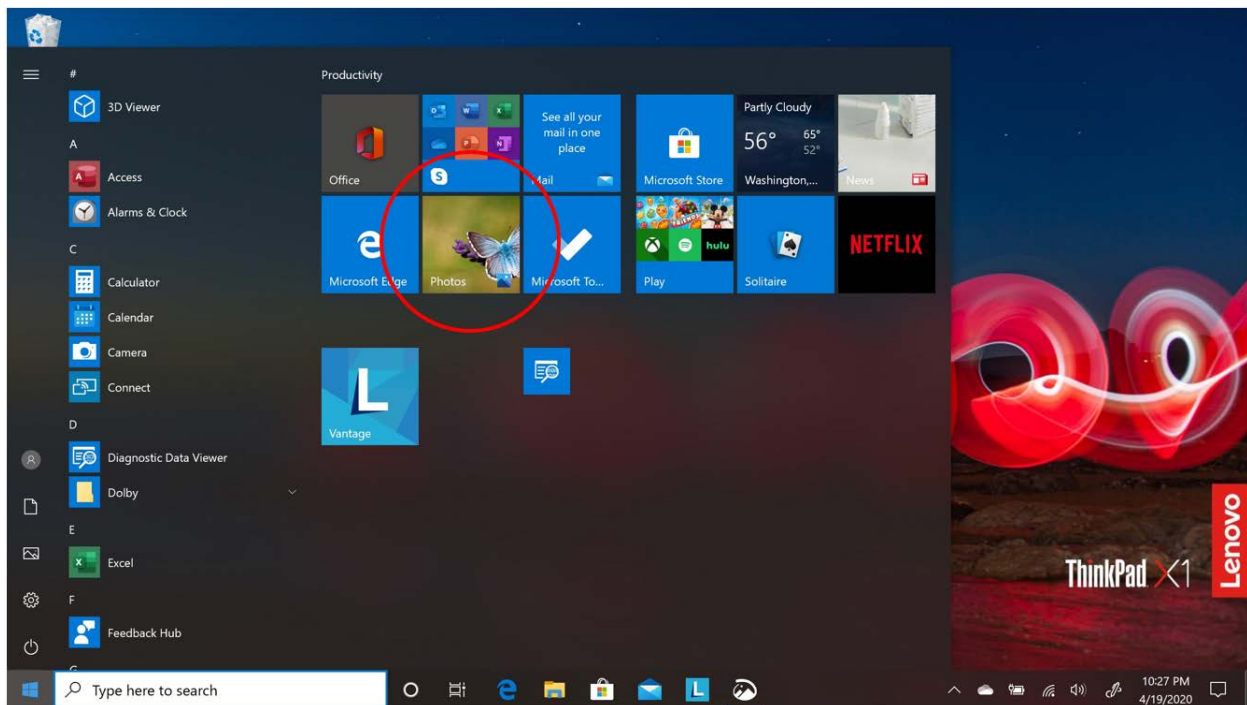 #
3D Viewer
A
Access
Alarms & Clock
C
Calculator
Calendar
Camera
Connect
D
Diagnostic Data Viewer
Dolby
E
Excel
F
Feedback Hub
G
Productivity
Office
See all your
mail in one
place
Mail
Microsoft Store
Partly Cloudy
56° 65°
52°
Washington,...
News
Microsoft Edge
Photos
Microsoft To...
hulu
Play
Solitaire
NETFLIX
L
Vantage
ThinkPad X1
Lenovo
Type here to search
L
10:27 PM
4/19/2020